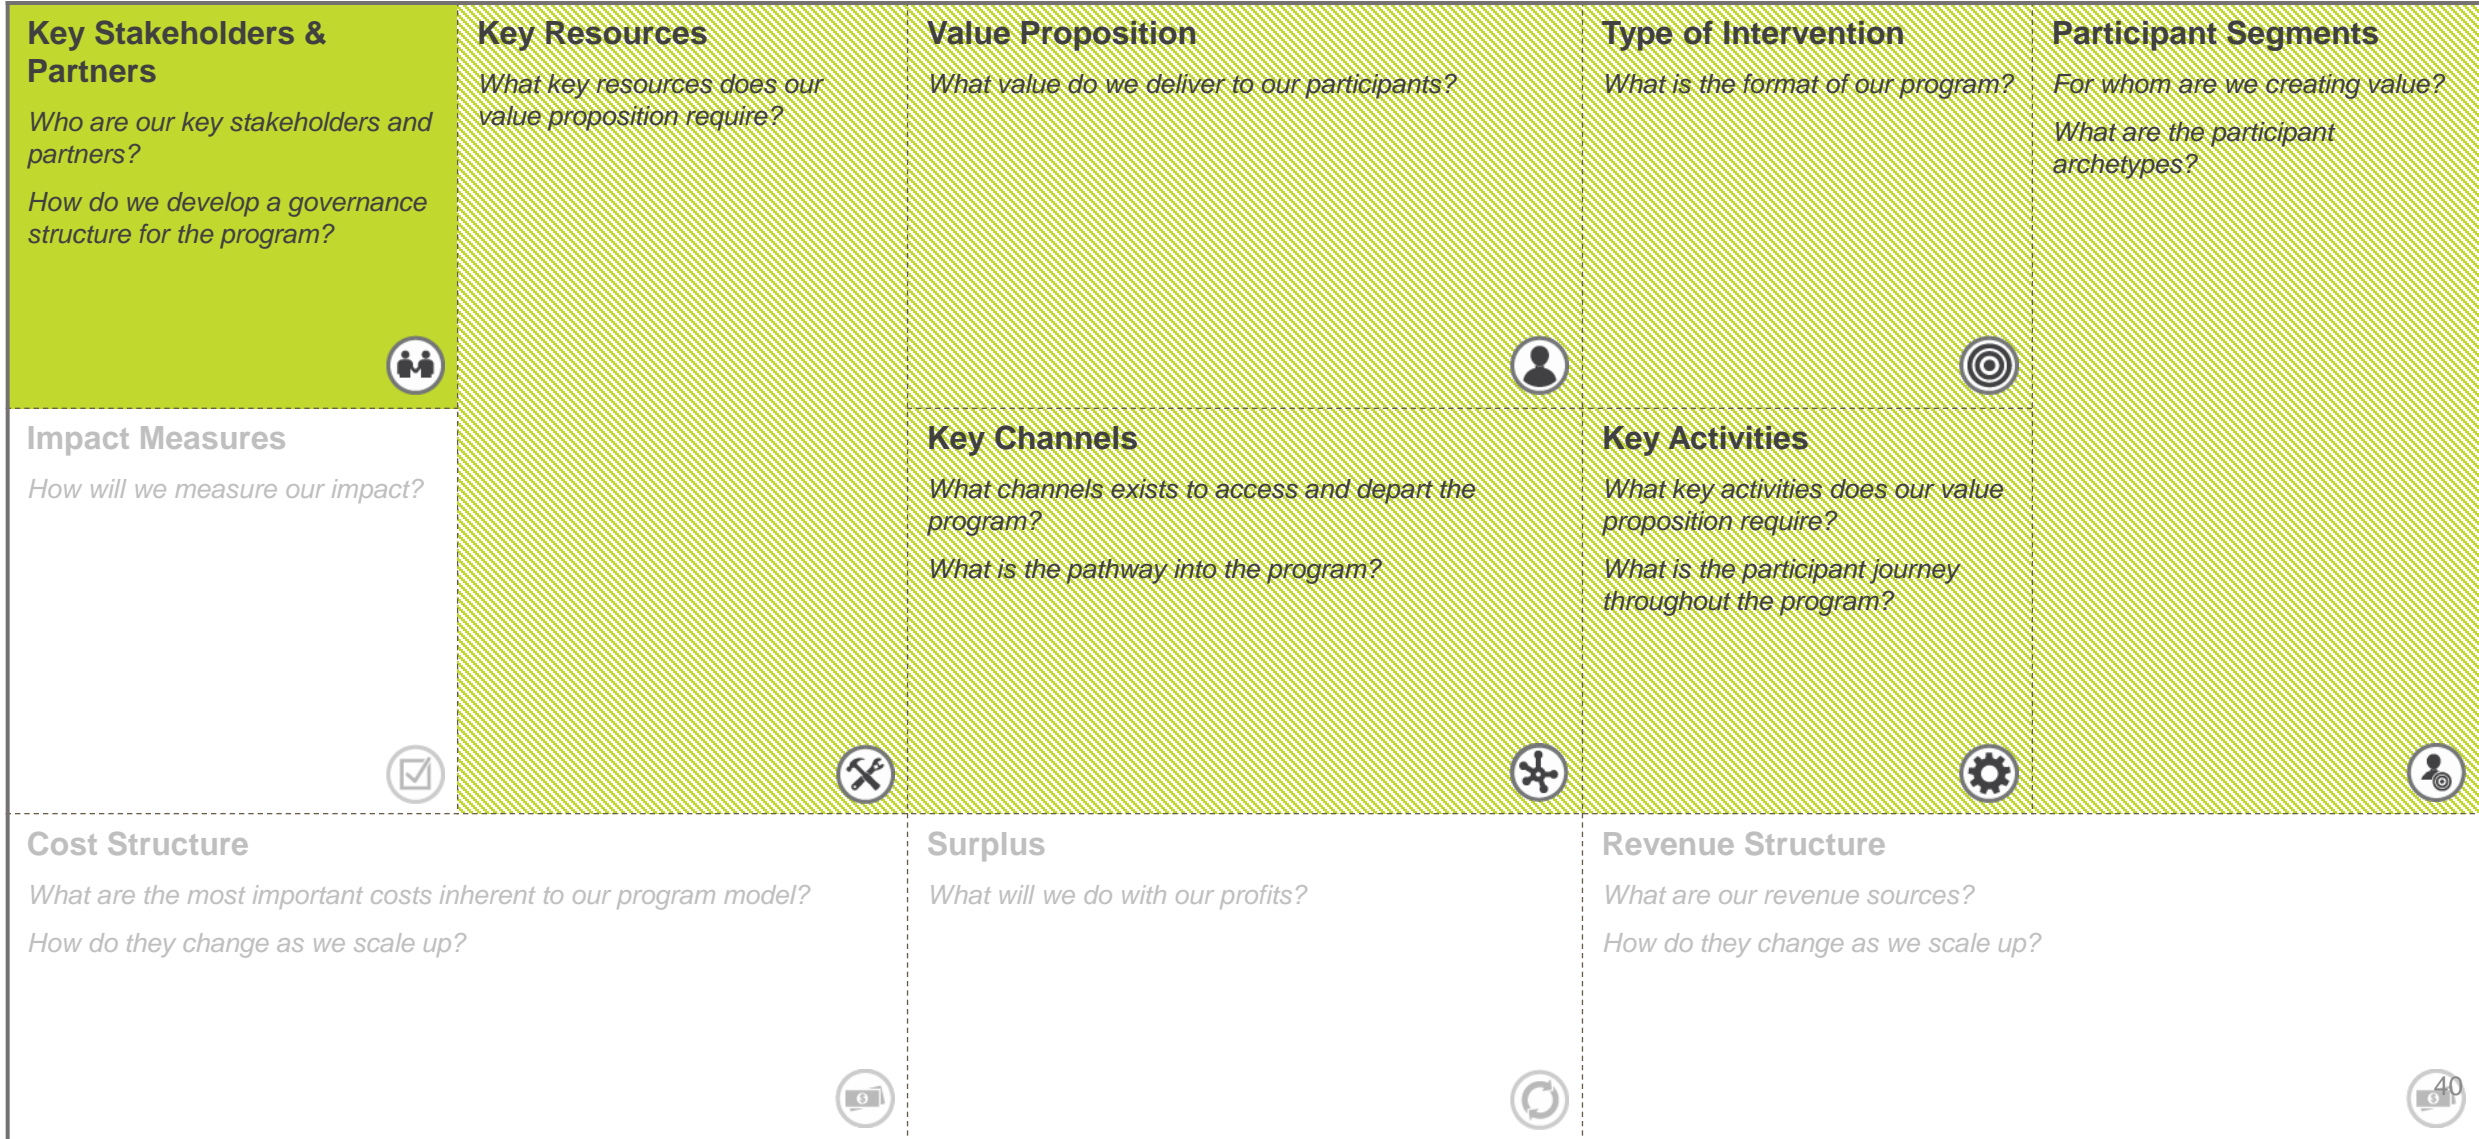 Key Stakeholders &
Partners
Who are our key stakeholders and
partners?
How do we develop a governance
structure for the program?
Key Resources
What key resources does our
value proposition require?
Value Proposition
What value do we deliver to our participants?
Type of Intervention
What is the format of our program?
Participant Segments
For whom are we creating value?
What are the participant
archetypes?
Impact Measures
How will we measure our impact?
Key Channels
What channels exists to access and depart the
program?
What is the pathway into the program?
Key Activities
What key activities does our value
proposition require?
What is the participant journey
throughout the program?
Cost Structure
What are the most important costs inherent to our program model?
How do they change as we scale up?
Surplus
What will we do with our profits?
Revenue Structure
What are our revenue sources?
How do they change as we scale up?
40